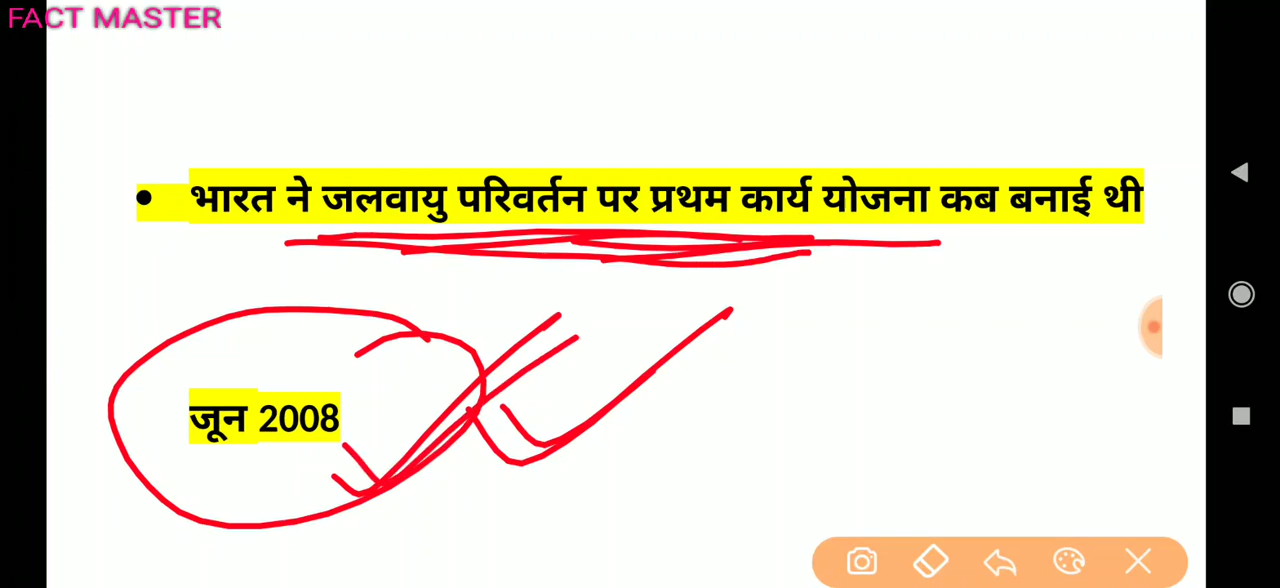 FACT MASTER
• भारत ने जलवायु परिवर्तन पर प्रथम कार्य योजना कब बनाई थी
जून 2008